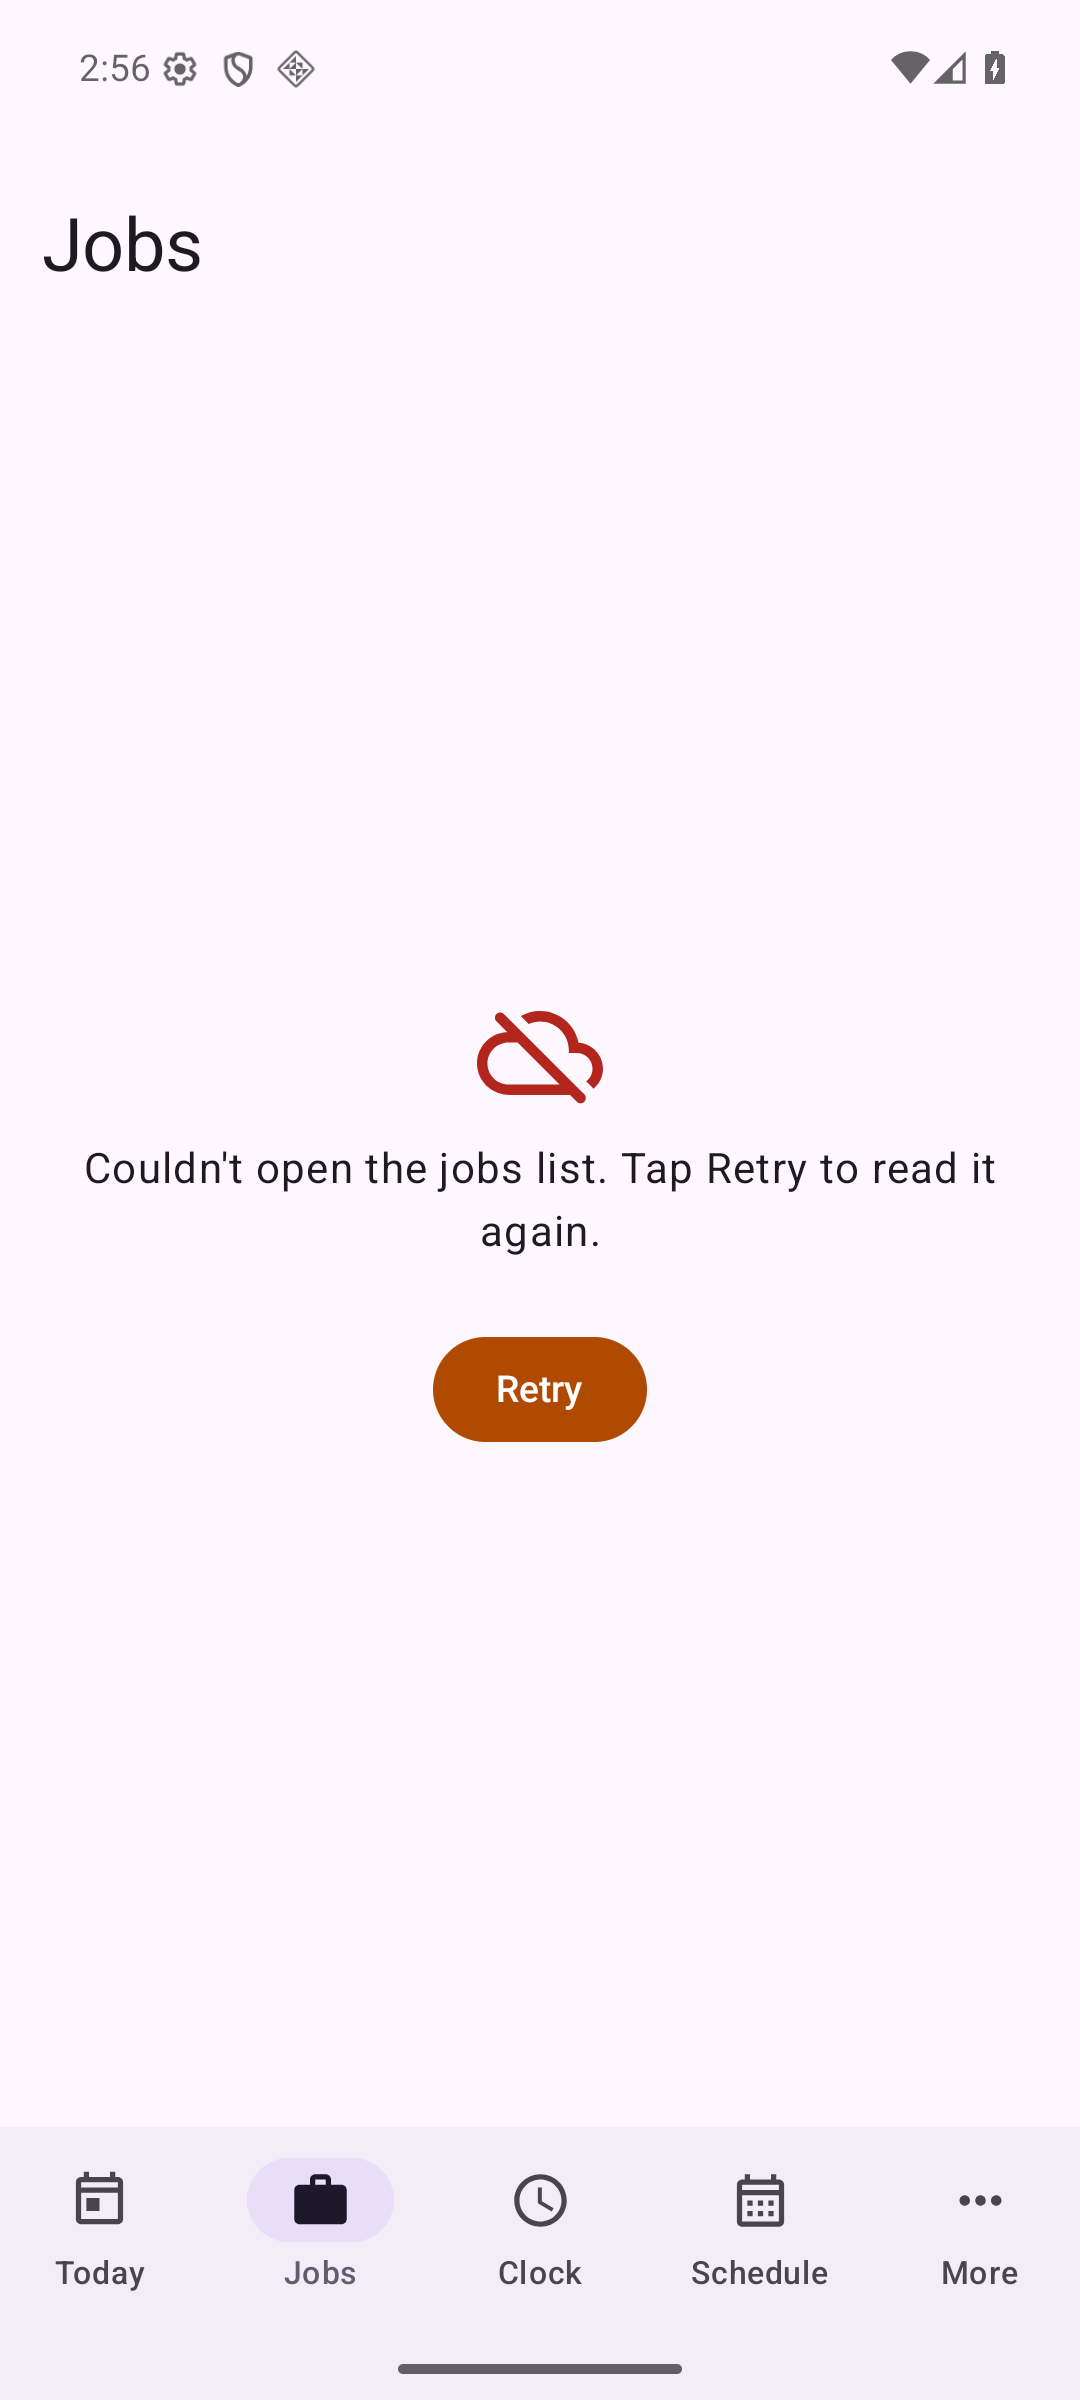 2:56
Jobs
Couldn't open the jobs list. Tap Retry to read it
again.
Retry
Today
Jobs
Clock
Schedule
More